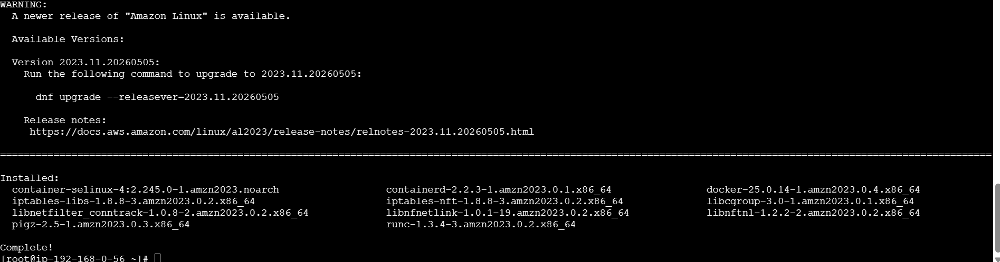 WARNING:
A newer release of "Amazon Linux" is available.
Available Versions:
Version 2023.11.20260505:
Run the following command to upgrade to 2023.11.20260505:
dnf upgrade --releasever=2023.11.20260505
Release notes:
https://docs.aws.amazon.com/linux/al2023/release-notes/relnotes-2023.11.20260505.html
=======================================================================================================================================================================
Installed:
container-selinux-4:2.245.0-1.amzn2023.noarch containerd-2.2.3-1.amzn2023.0.1.x86_64 docker-25.0.14-1.amzn2023.0.4.x86_64
iptables-libs-1.8.8-3.amzn2023.0.2.x86_64 iptables-nft-1.8.8-3.amzn2023.0.2.x86_64 libcgroup-3.0-1.amzn2023.0.1.x86_64
libnetfilter_conntrack-1.0.8-2.amzn2023.0.2.x86_64 libnfnetlink-1.0.1-19.amzn2023.0.2.x86_64 libnftnl-1.2.2-2.amzn2023.0.2.x86_64
pigz-2.5-1.amzn2023.0.3.x86_64 runc-1.3.4-3.amzn2023.0.2.x86_64
Complete!
[root@ip-192-168-0-56 ~]#